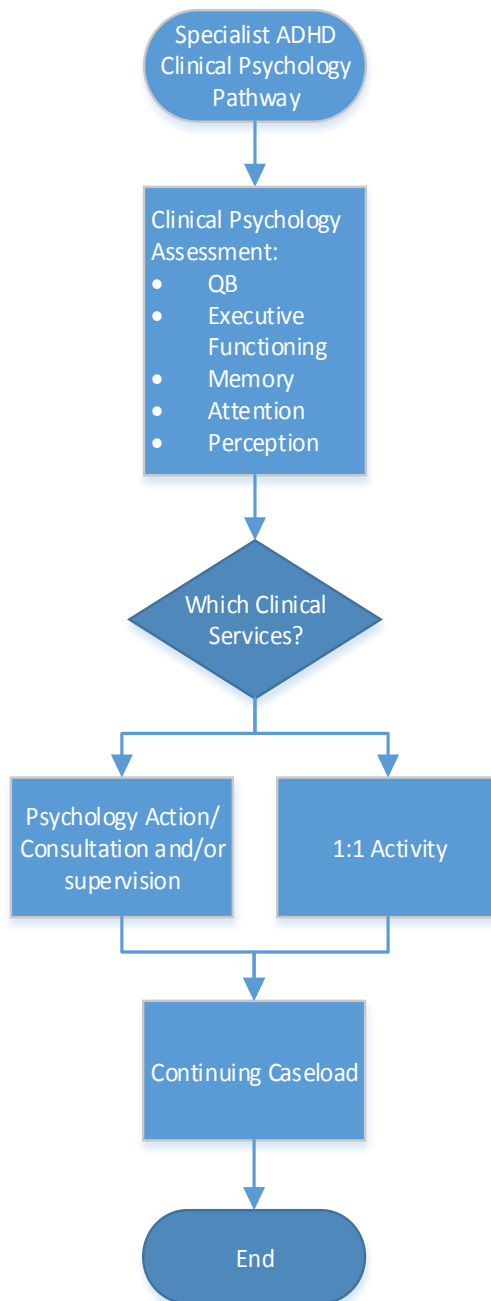 Specialist ADHD
Clinical Psychology
Pathway
Clinical Psychology
Assessment:
• QB
• Executive
Functioning
• Memory
• Attention
• Perception
Which Clinical
Services?
Psychology Action/
Consultation and/or
supervision
1:1 Activity
Continuing Caseload
End